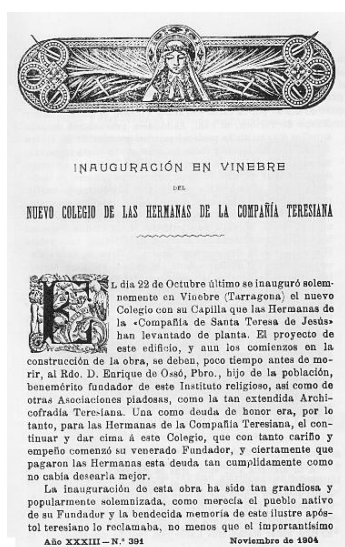 INAUGURACIÓN EN VINEBRE
DEL
NUEVO COLEGIO DE LAS HERMANAS DE LA COMPAÑÍA TERESIANA
EL dia 22 de Octubre último se inauguró solem-
nemente en Vinebre (Tarragona) el nuevo
Colegio con su Capilla que las Hermanas de
la «Compañía de Santa Teresa de Jesús»
han levantado de planta. El proyecto de
este edificio, y aun los comienzos en la
construcción de la obra, se deben, poco tiempo antes de mo-
rir, al Rdo. D. Enrique de Ossó, Pbro., hijo de la población,
benemérito fundador de este Instituto religioso, así como de
otras Asociaciones piadosas, como la tan extendida Archi-
cofradía Teresiana. Una como deuda de honor era, por lo
tanto, para las Hermanas de la Compañía Teresiana, el con-
tinuar y dar cima á este Colegio, que con tanto cariño y
empeño comenzó su venerado Fundador, y ciertamente que
pagaron las Hermanas esta deuda tan cumplidamente como
no cabía desearla mejor.
La inauguración de esta obra ha sido tan grandiosa y
popularmente solemnizada, como merecía el pueblo nativo
de su Fundador y la bendecida memoria de este ilustre após-
tol teresiano lo reclamaba, no menos que el importantísimo
Año XXXIII—N.º 391 Noviembre de 1904